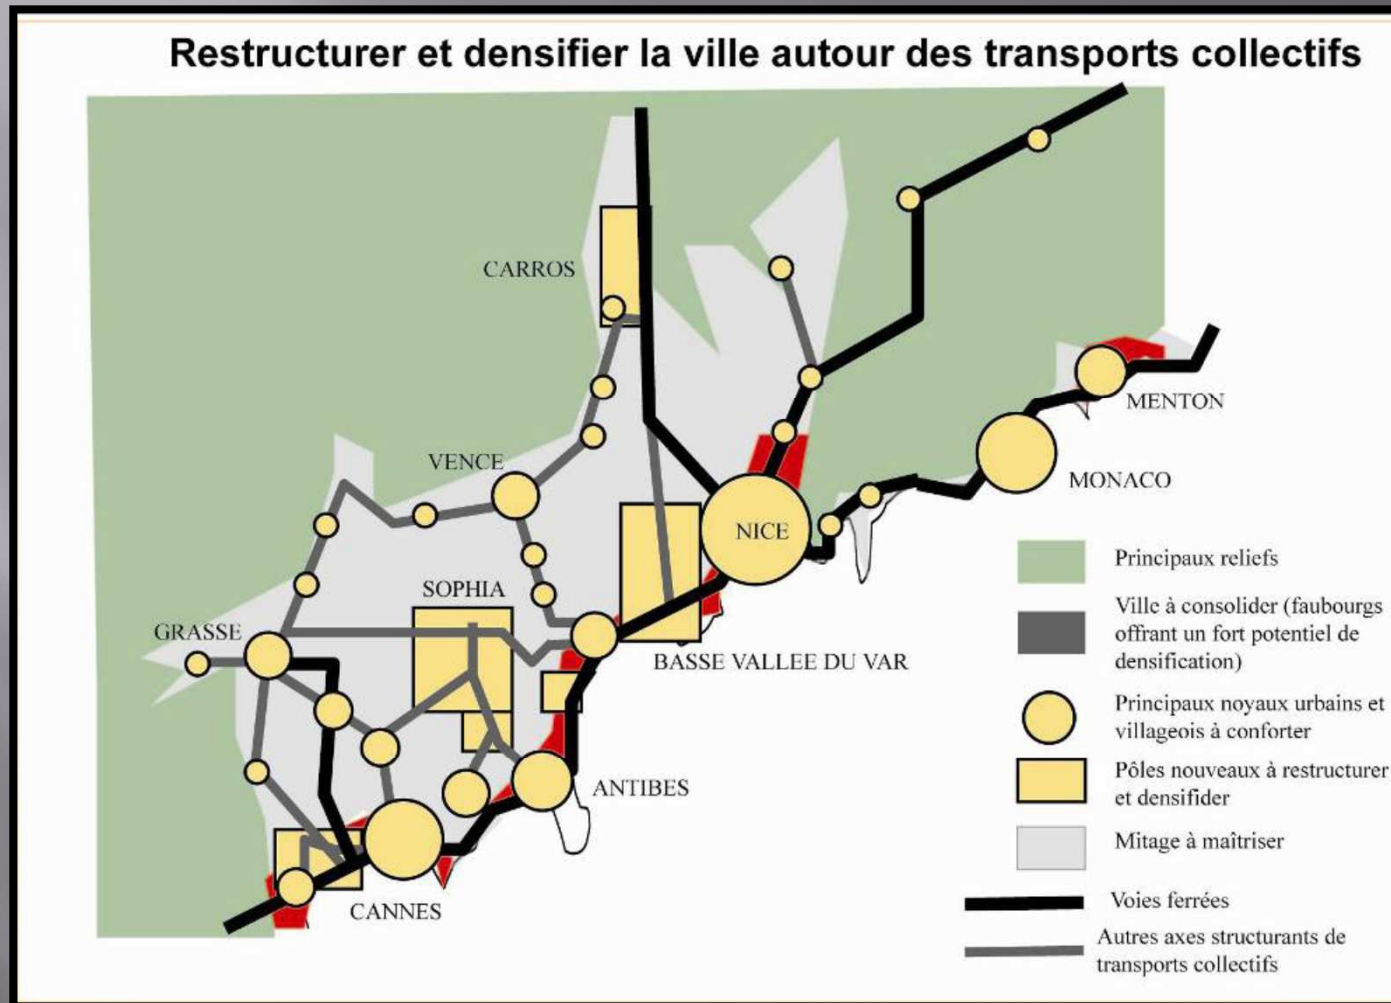 Restructurer et densifier la ville autour des transports collectifs
CARROS
MENTON
VENCE
MONACO
NICE
SOPHIA
GRASSE
BASSE VALLEE DU VAR
ANTIBES
CANNES
Principaux reliefs
Ville à consolider (faubourgs
offrant un fort potentiel de
densification)
Principaux noyaux urbains et
villageois à conforter
Pôles nouveaux à restructurer
et densifider
Mitage à maîtriser
Voies ferrées
Autres axes structurants de
transports collectifs